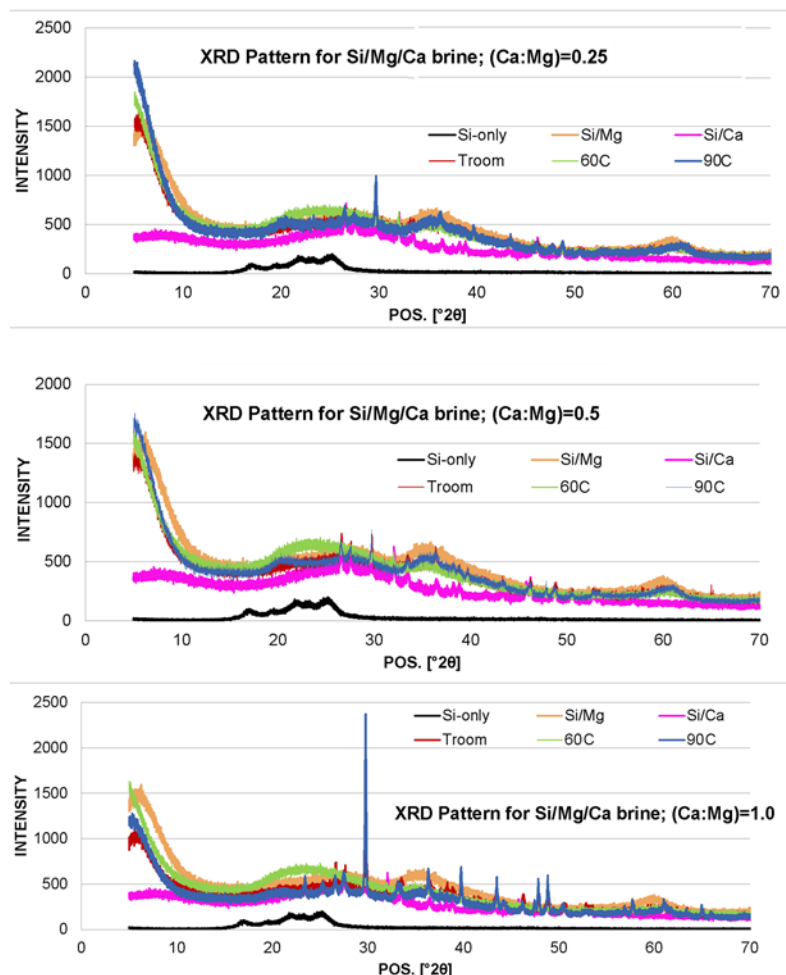 2500
XRD Pattern for Si/Mg/Ca brine; (Ca:Mg)=0.25
2000
Si-only Si/Mg Si/Ca
1500
Troom 60C 90C
1000
500
0
INTENSITY
0 10 20 30 40 50 60 70
POS. [°2θ]
2000
XRD Pattern for Si/Mg/Ca brine; (Ca:Mg)=0.5
1500
Si-only Si/Mg Si/Ca
Troom 60C 90C
1000
500
0
INTENSITY
0 10 20 30 40 50 60 70
POS. [°2θ]
2500
Si-only Si/Mg Si/Ca
Troom 60C 90C
2000
1500
XRD Pattern for Si/Mg/Ca brine; (Ca:Mg)=1.0
1000
500
0
INTENSITY
0 10 20 30 40 50 60 70
POS. [°2θ]